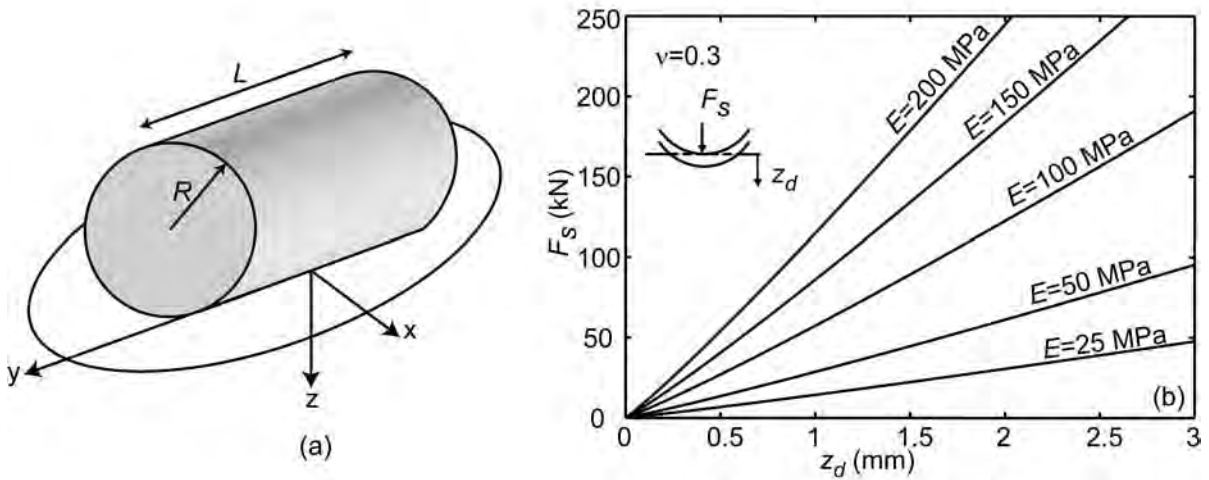 L
R
y
x
z
(a)
250
200
150
100
50
0
F_s (kN)
ν=0.3
F_s
z_d
E=200 MPa
E=150 MPa
E=100 MPa
E=50 MPa
E=25 MPa
(b)
0 0.5 1 1.5 2 2.5 3
z_d (mm)